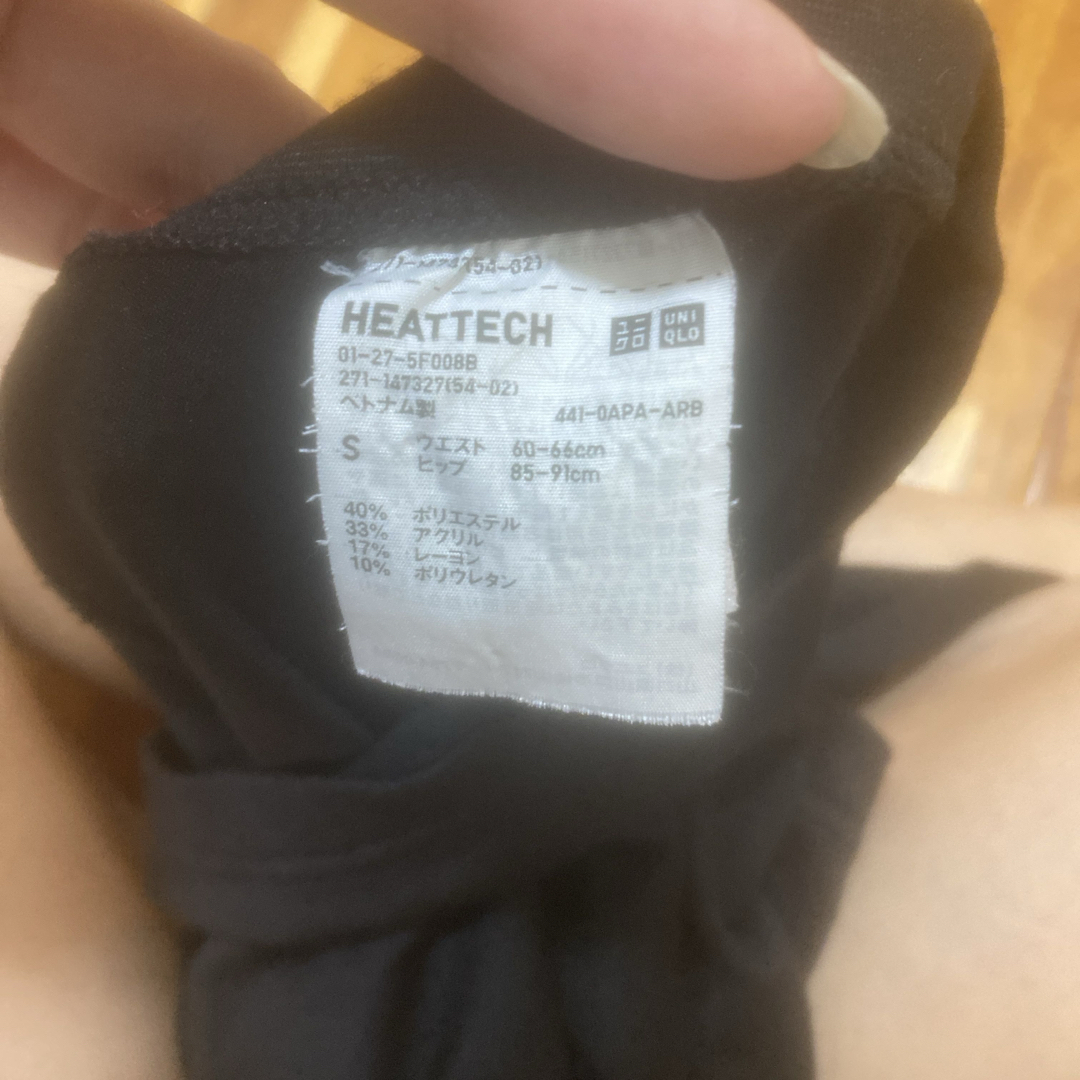 (54-02)
HEATTECH
ユニ
クロ
UNI
QLO
01-27-5F008B
271-147327(54-02)
ベトナム製
441-0APA-ARB
S ウエスト 60-66cm
ヒップ 85-91cm
40% ポリエステル
33% アクリル
17% レーヨン
10% ポリウレタン